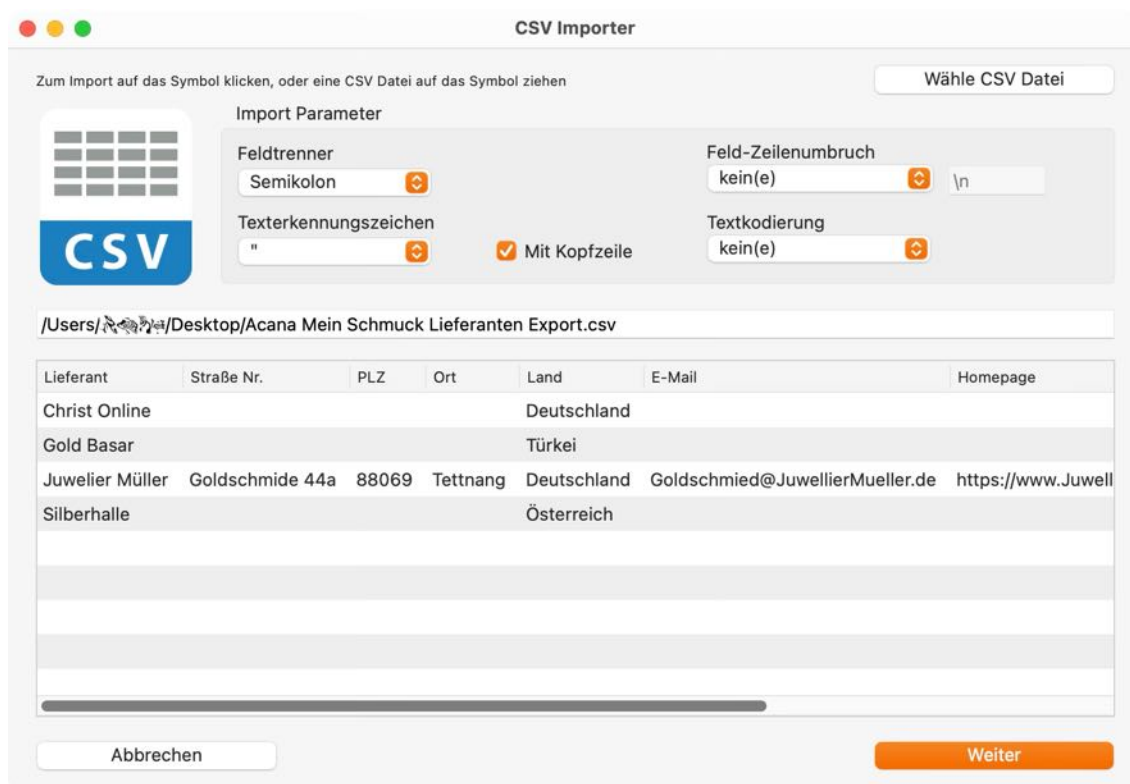 CSV Importer
Zum Import auf das Symbol klicken, oder eine CSV Datei auf das Symbol ziehen
Wähle CSV Datei
CSV
Import Parameter
Feldtrenner
Semikolon
Feld-Zeilenumbruch
kein(e)
\n
Texterkennungszeichen
"
Mit Kopfzeile
Textkodierung
kein(e)
/Users/ /Desktop/Acana Mein Schmuck Lieferanten Export.csv
Lieferant Straße Nr. PLZ Ort Land E-Mail Homepage
Christ Online Deutschland
Gold Basar Türkei
Juwelier Müller Goldschmide 44a 88069 Tettnang Deutschland Goldschmied@JuwellierMueller.de https://www.Juwell
Silberhalle Österreich
Abbrechen
Weiter